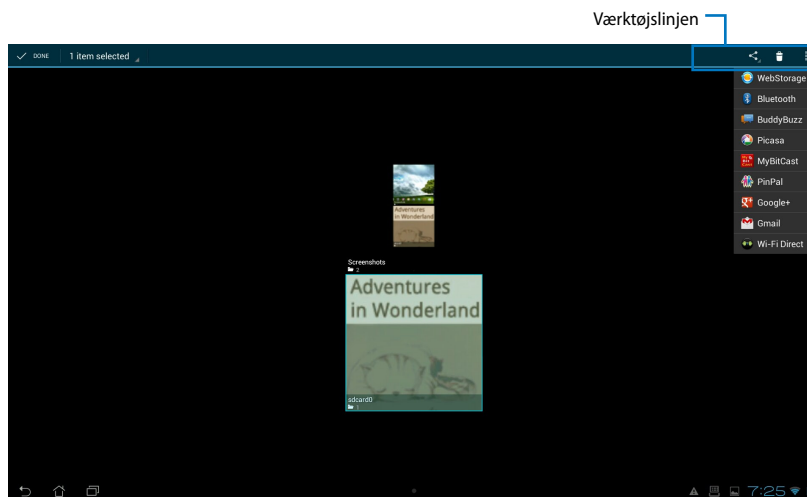 Værktøjslinjen
DONE 1 item selected
WebStorage
Bluetooth
BuddyBuzz
Picasa
MyBitCast
PinPal
Google+
Gmail
Wi-Fi Direct
Adventures
in Wonderland
Screenshots
2
Adventures
in Wonderland
sdcard0
1
7:25